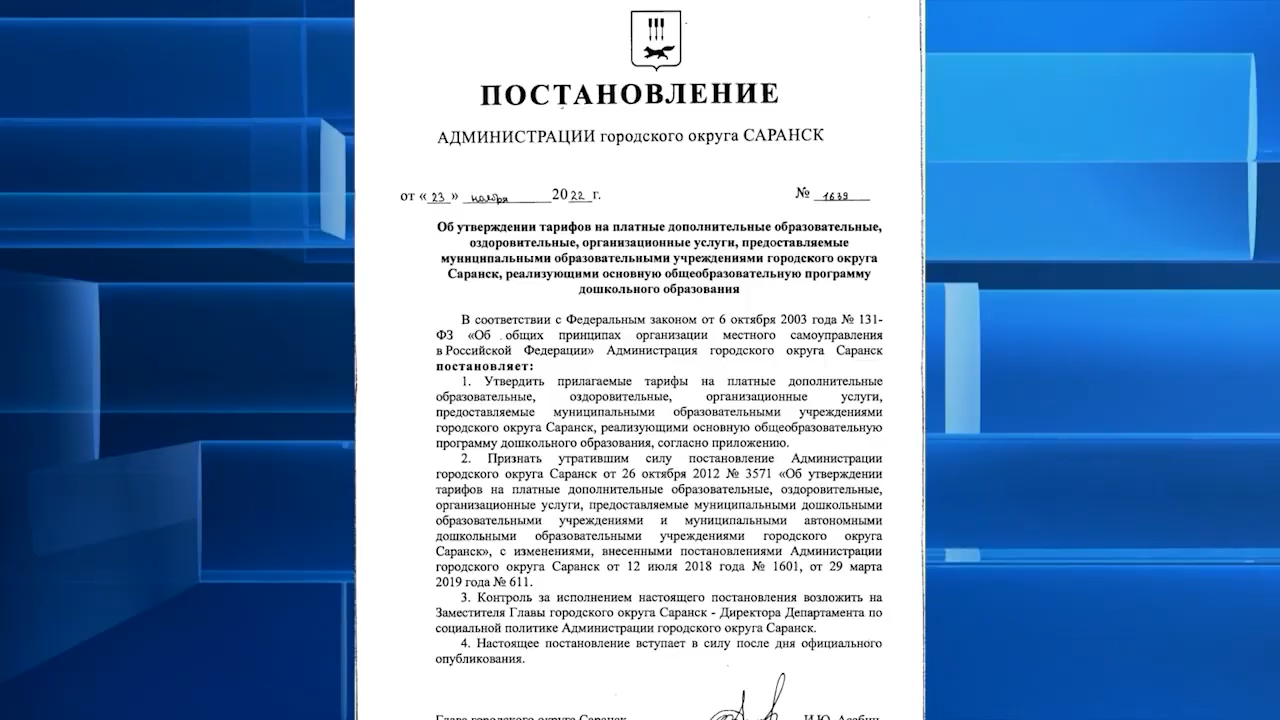 ПОСТАНОВЛЕНИЕ
АДМИНИСТРАЦИИ городского округа САРАНСК
от «23» ноября 2022 г. № 1639
Об утверждении тарифов на платные дополнительные образовательные,
оздоровительные, организационные услуги, предоставляемые
муниципальными образовательными учреждениями городского округа
Саранск, реализующими основную общеобразовательную программу
дошкольного образования
В соответствии с Федеральным законом от 6 октября 2003 года № 131-
ФЗ «Об общих принципах организации местного самоуправления
в Российской Федерации» Администрация городского округа Саранск
постановляет:
1. Утвердить прилагаемые тарифы на платные дополнительные
образовательные, оздоровительные, организационные услуги,
предоставляемые муниципальными образовательными учреждениями
городского округа Саранск, реализующими основную общеобразовательную
программу дошкольного образования, согласно приложению.
2. Признать утратившим силу постановление Администрации
городского округа Саранск от 26 октября 2012 № 3571 «Об утверждении
тарифов на платные дополнительные образовательные, оздоровительные,
организационные услуги, предоставляемые муниципальными дошкольными
образовательными учреждениями и муниципальными автономными
дошкольными образовательными учреждениями городского округа
Саранск», с изменениями, внесенными постановлениями Администрации
городского округа Саранск от 12 июля 2018 года № 1601, от 29 марта
2019 года № 611.
3. Контроль за исполнением настоящего постановления возложить на
Заместителя Главы городского округа Саранск - Директора Департамента по
социальной политике Администрации городского округа Саранск.
4. Настоящее постановление вступает в силу после дня официального
опубликования.
Глава городского округа Саранск И.Ю. Асабин